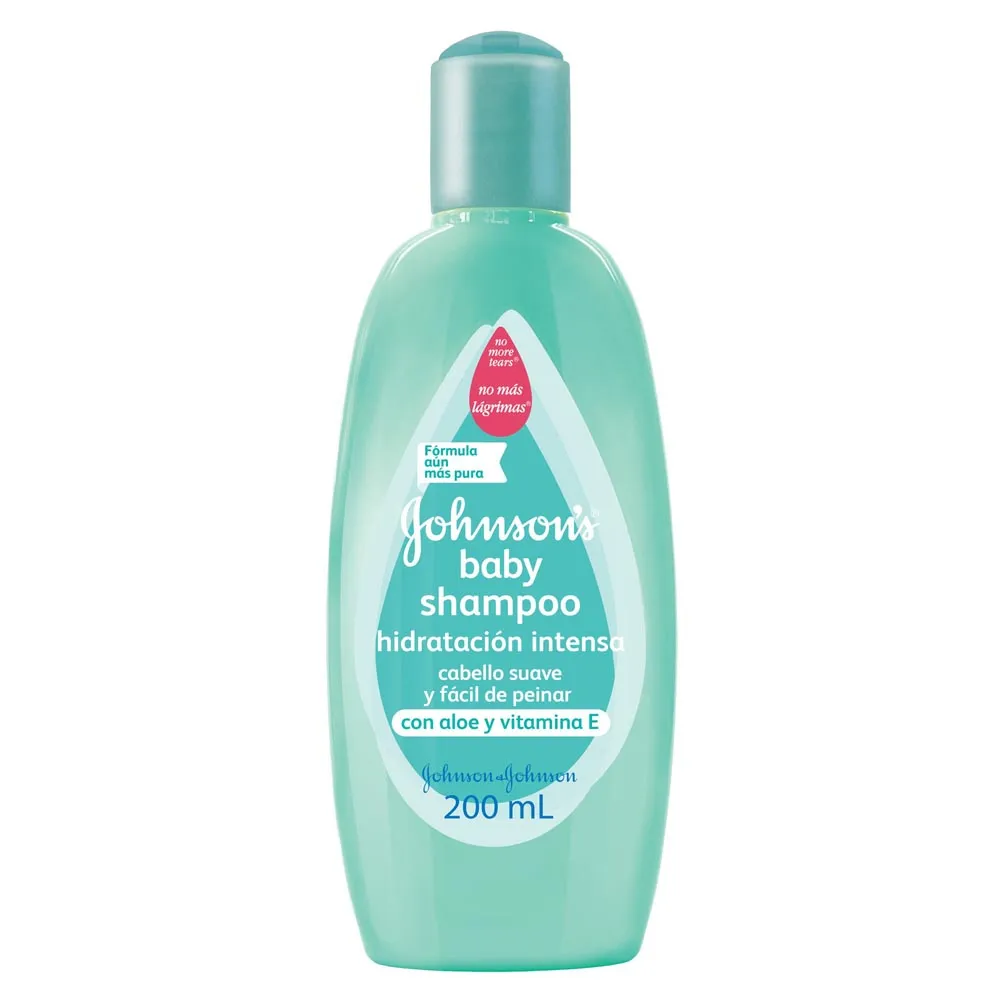 no
more
tears®
no más
lágrimas®
Fórmula
aún
más pura
Johnson's®
baby
shampoo
hidratación intensa
cabello suave
y fácil de peinar
con aloe y vitamina E
Johnson & Johnson
200 mL